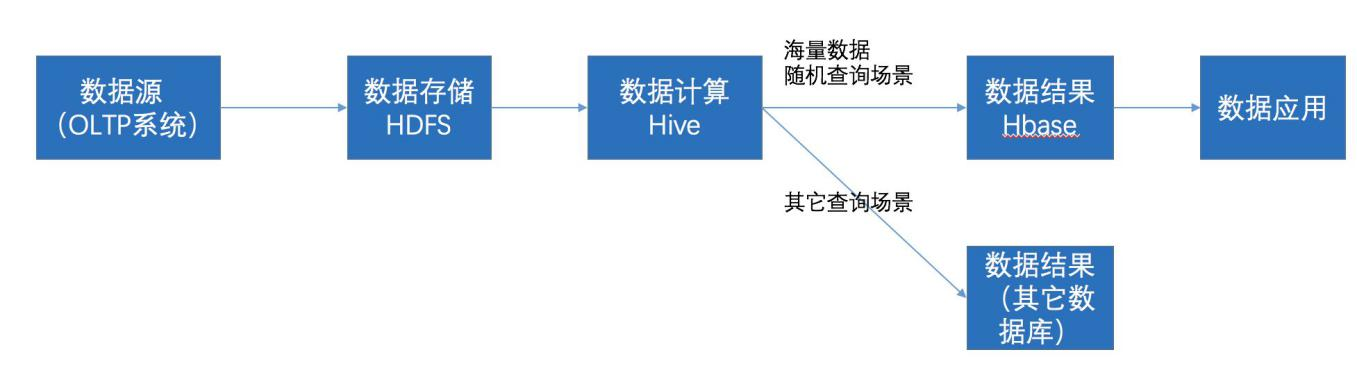 数据源
（OLTP系统）
数据存储
HDFS
数据计算
Hive
海量数据
随机查询场景
数据结果
Hbase
数据应用
其它查询场景
数据结果
（其它数
据库）